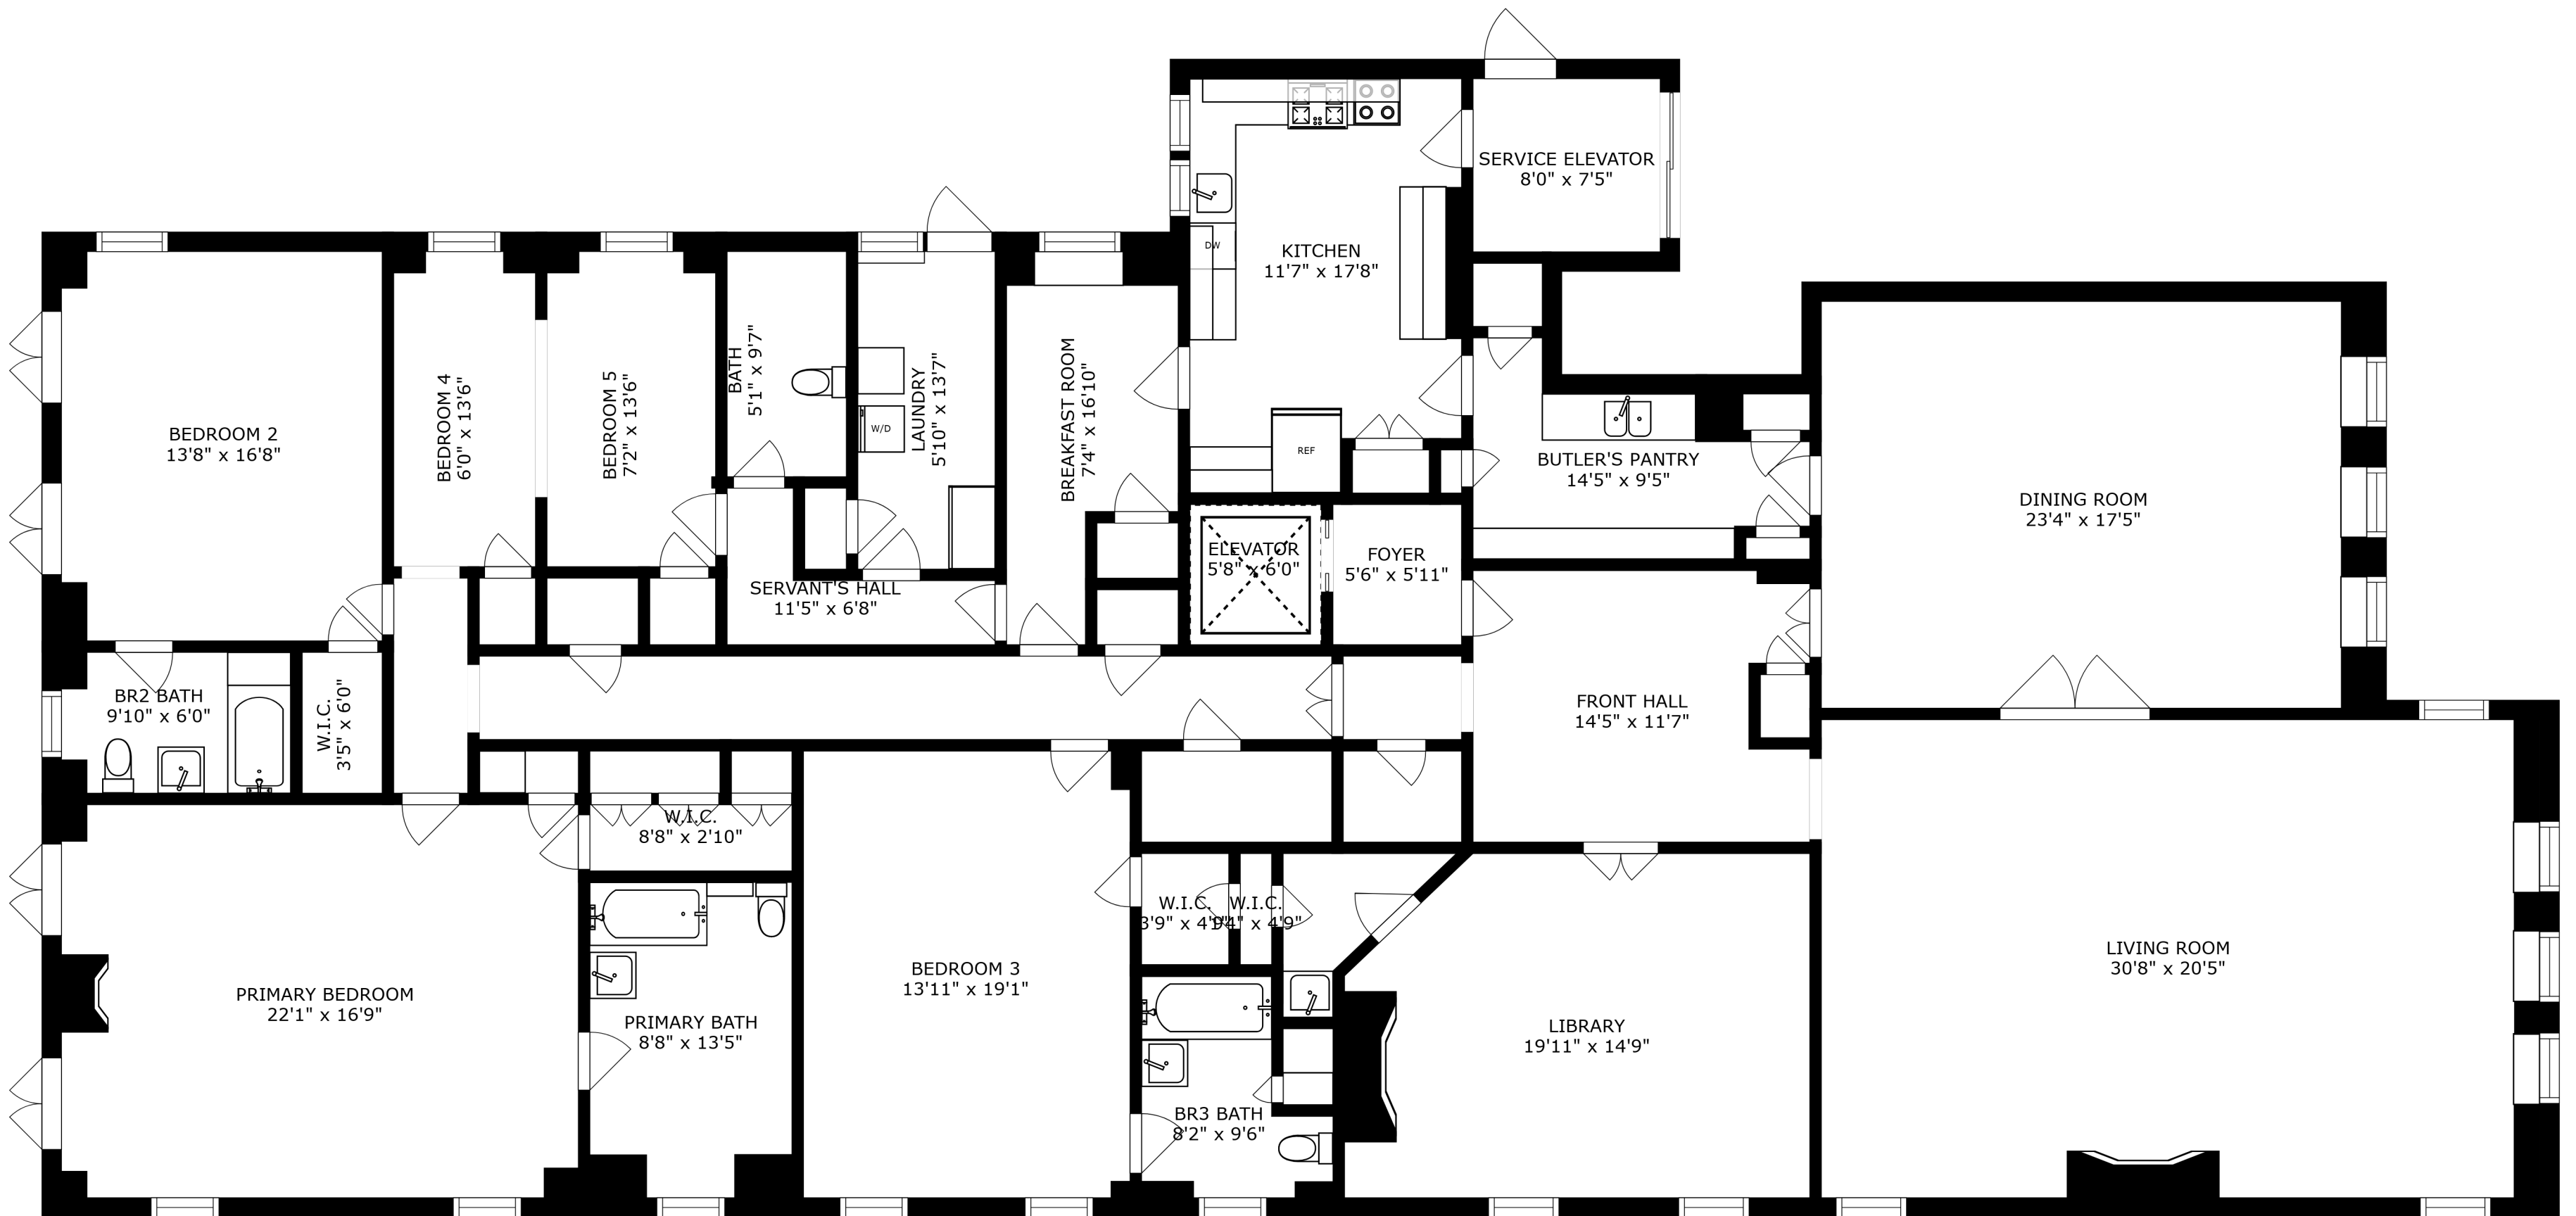 SERVICE ELEVATOR
8'0" x 7'5"
KITCHEN
11'7" x 17'8"
DW
REF
BEDROOM 2
13'8" x 16'8"
BEDROOM 4
6'0" x 13'6"
BEDROOM 5
7'2" x 13'6"
BATH
5'1" x 9'7"
LAUNDRY
5'10" x 13'7"
W/D
BREAKFAST ROOM
7'4" x 16'10"
BUTLER'S PANTRY
14'5" x 9'5"
DINING ROOM
23'4" x 17'5"
ELEVATOR
5'8" x 6'0"
FOYER
5'6" x 5'11"
SERVANT'S HALL
11'5" x 6'8"
BR2 BATH
9'10" x 6'0"
W.I.C.
3'5" x 6'0"
FRONT HALL
14'5" x 11'7"
W.I.C.
8'8" x 2'10"
W.I.C.
3'9" x 4'9"
W.I.C.
x 4'9"
PRIMARY BEDROOM
22'1" x 16'9"
PRIMARY BATH
8'8" x 13'5"
BEDROOM 3
13'11" x 19'1"
BR3 BATH
8'2" x 9'6"
LIBRARY
19'11" x 14'9"
LIVING ROOM
30'8" x 20'5"